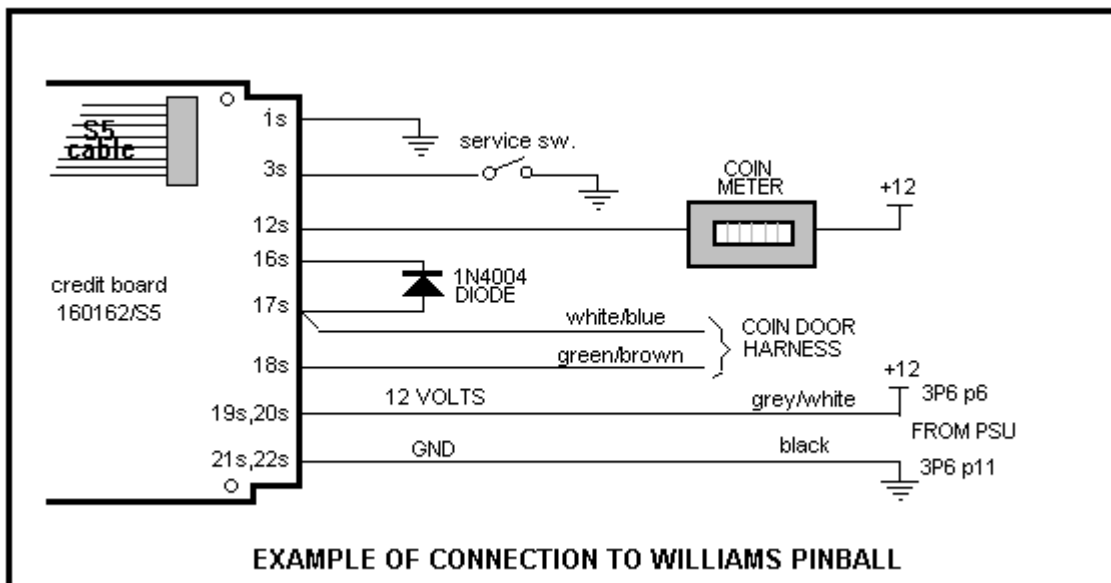 S5
cable
1s
service sw.
3s
COIN
METER
+12
12s
16s
1N4004
DIODE
credit board
160162/S5
17s
white/blue
COIN DOOR
HARNESS
green/brown
18s
+12
12 VOLTS
grey/white
3P6 p6
19s,20s
FROM PSU
GND
black
21s,22s
3P6 p11
EXAMPLE OF CONNECTION TO WILLIAMS PINBALL